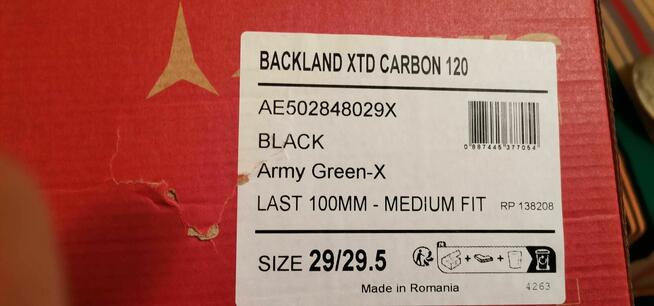 BACKLAND XTD CARBON 120
AE502848029X
BLACK
Army Green-X
LAST 100MM - MEDIUM FIT RP 138208
SIZE 29/29.5
Made in Romania 4263